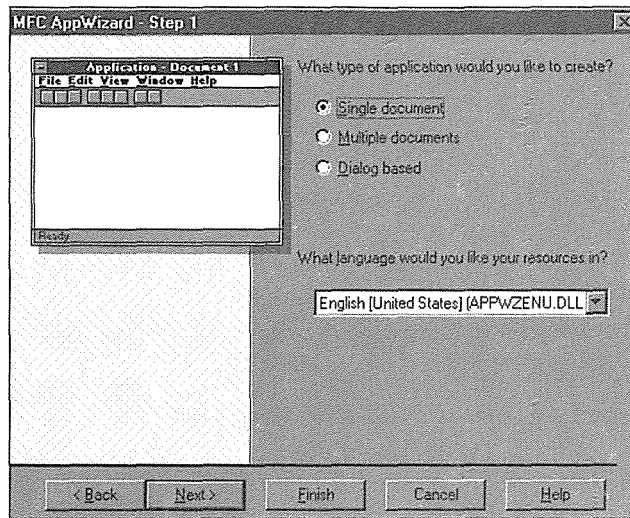 MFC AppWizard - Step 1
Application - Document 1
File Edit View Window Help
Ready
What type of application would you like to create?
Single document
Multiple documents
Dialog based
What language would you like your resources in?
English [United States] (APPWZENU.DLL
< Back
Next >
Finish
Cancel
Help